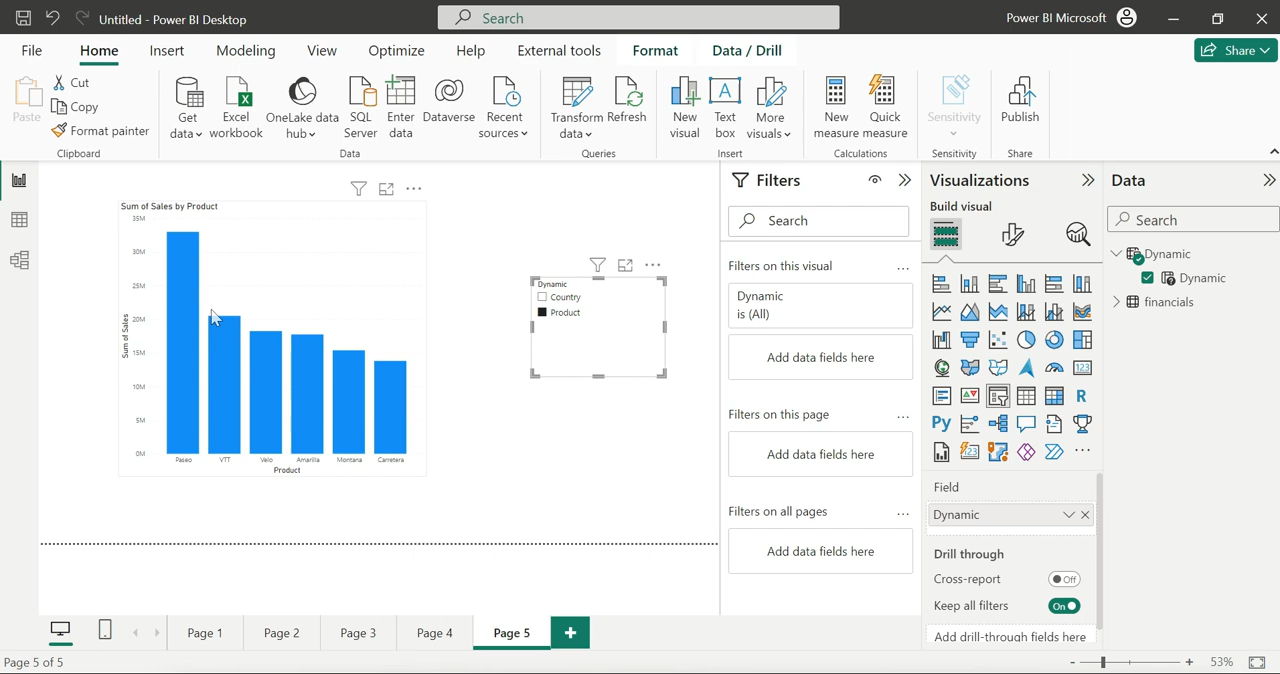 Untitled - Power BI Desktop
Search
Power BI Microsoft
File
Home
Insert
Modeling
View
Optimize
Help
External tools
Format
Data / Drill
Share
Paste
Cut
Copy
Format painter
Clipboard
Get data
Excel workbook
OneLake data hub
SQL Server
Enter data
Dataverse
Recent sources
Data
Transform data
Refresh
Queries
New visual
Text box
More visuals
Insert
New measure
Quick measure
Calculations
Sensitivity
Sensitivity
Publish
Share
Sum of Sales by Product
35M
30M
25M
20M
15M
10M
5M
0M
Sum of Sales
Paseo
VTT
Velo
Amarilla
Montana
Carretera
Product
Dynamic
Country
Product
Filters
Search
Filters on this visual
...
Dynamic
is (All)
Add data fields here
Filters on this page
...
Add data fields here
Filters on all pages
...
Add data fields here
Visualizations
Build visual
123
R
Py
123
...
Field
Dynamic
Drill through
Cross-report
Off
Keep all filters
On
Add drill-through fields here
Data
Search
Dynamic
Dynamic
financials
Page 1
Page 2
Page 3
Page 4
Page 5
Page 5 of 5
-
+
53%